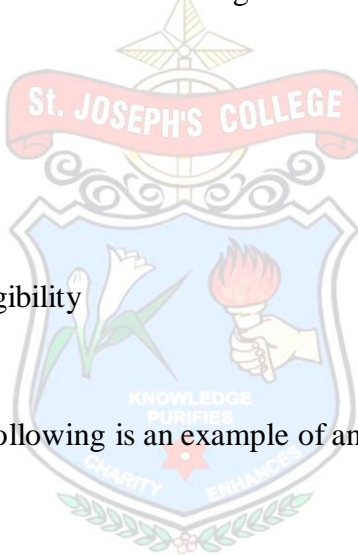 St. JOSEPH'S COLLEGE
gibility
KNOWLEDGE
PURIFIES
ollowing is an example of an
CHARITY
ENHANCES